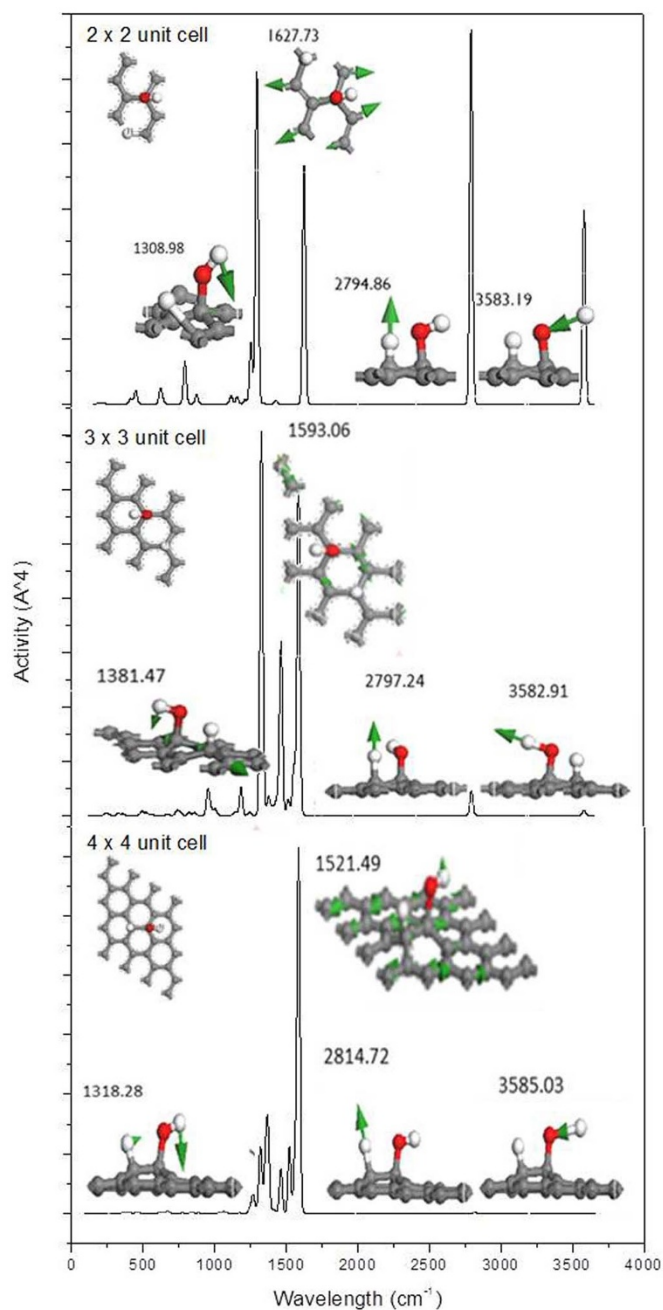 2 x 2 unit cell
1627.73
1308.98
2794.86
3583.19
3 x 3 unit cell
1593.06
1381.47
2797.24
3582.91
4 x 4 unit cell
1521.49
2814.72
1318.28
3585.03
Activity (A^4)
0 500 1000 1500 2000 2500 3000 3500 4000
Wavelength (cm⁻¹)